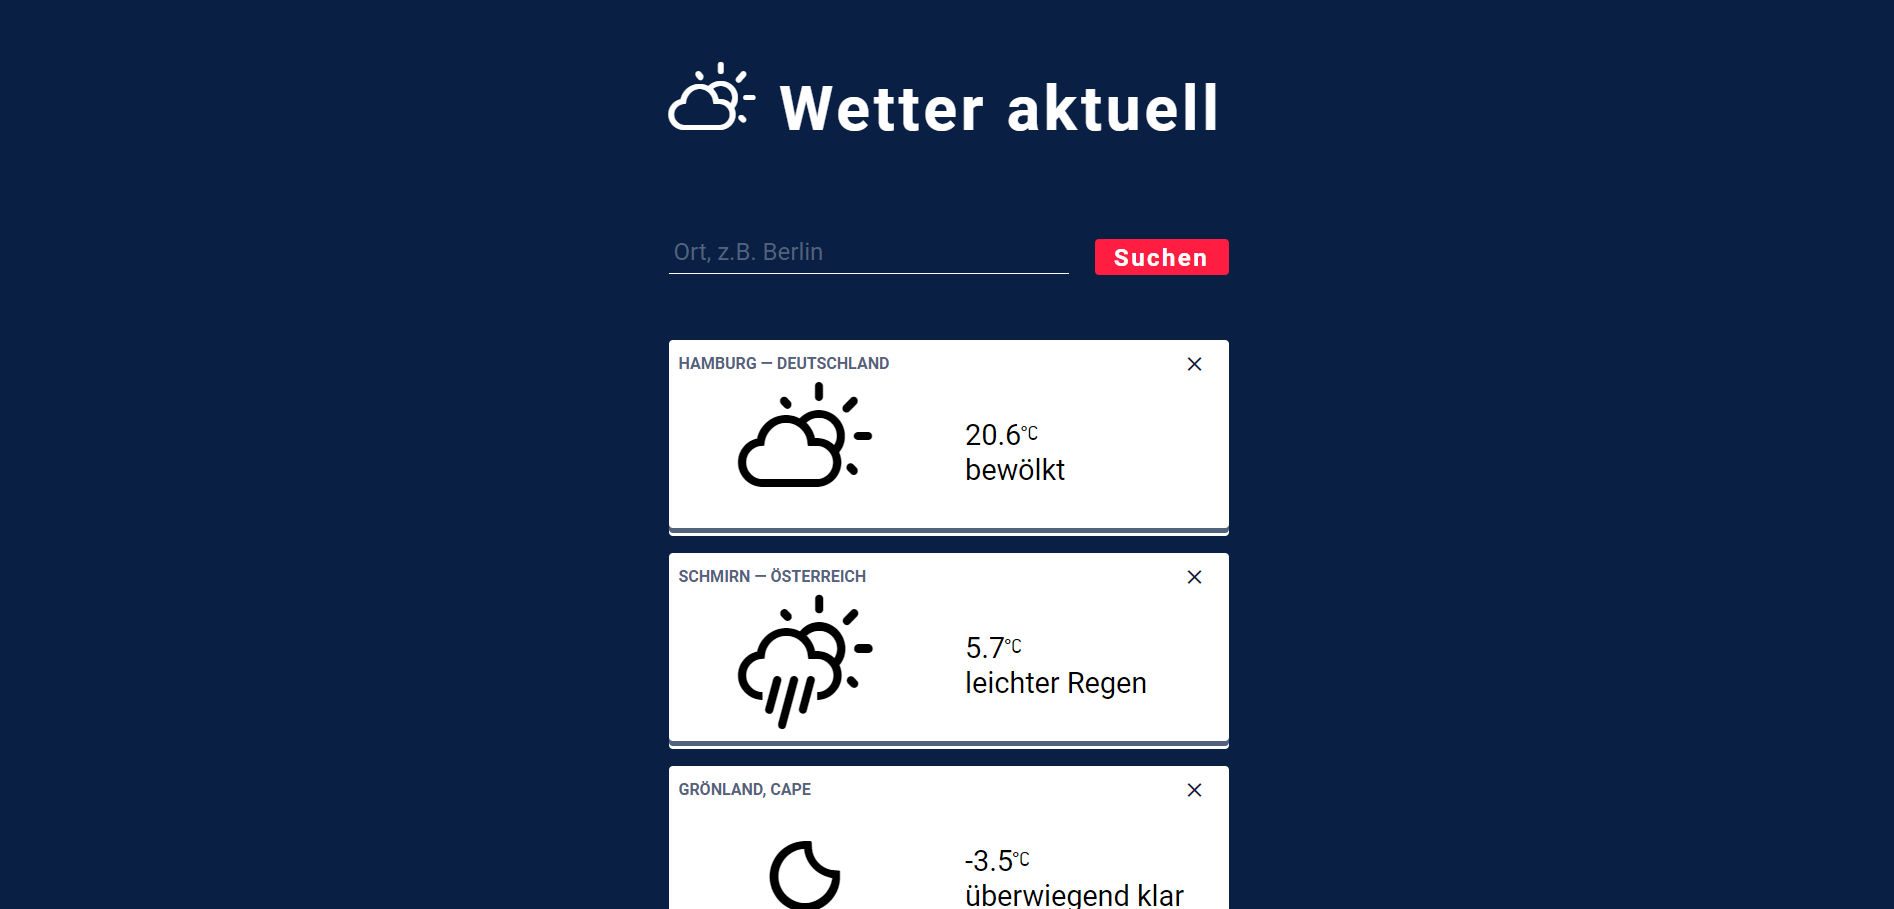 Wetter aktuell
Ort, z.B. Berlin
Suchen
HAMBURG — DEUTSCHLAND
20.6°C
bewölkt
SCHMIRN — ÖSTERREICH
5.7°C
leichter Regen
GRÖNLAND, CAPE
-3.5°C
überwiegend klar